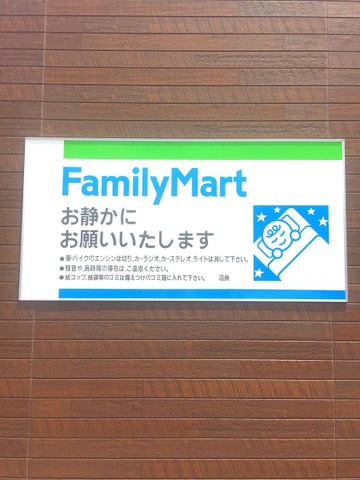 FamilyMart
お静かに
お願いいたします
●車・バイクのエンジンは切り、カーラジオ、カーステレオ、ライトは消して下さい。
●騒音や、長時間の滞在は、ご遠慮ください。
●紙コップ、紙袋等のゴミは備えつけのゴミ箱に入れて下さい。 店長